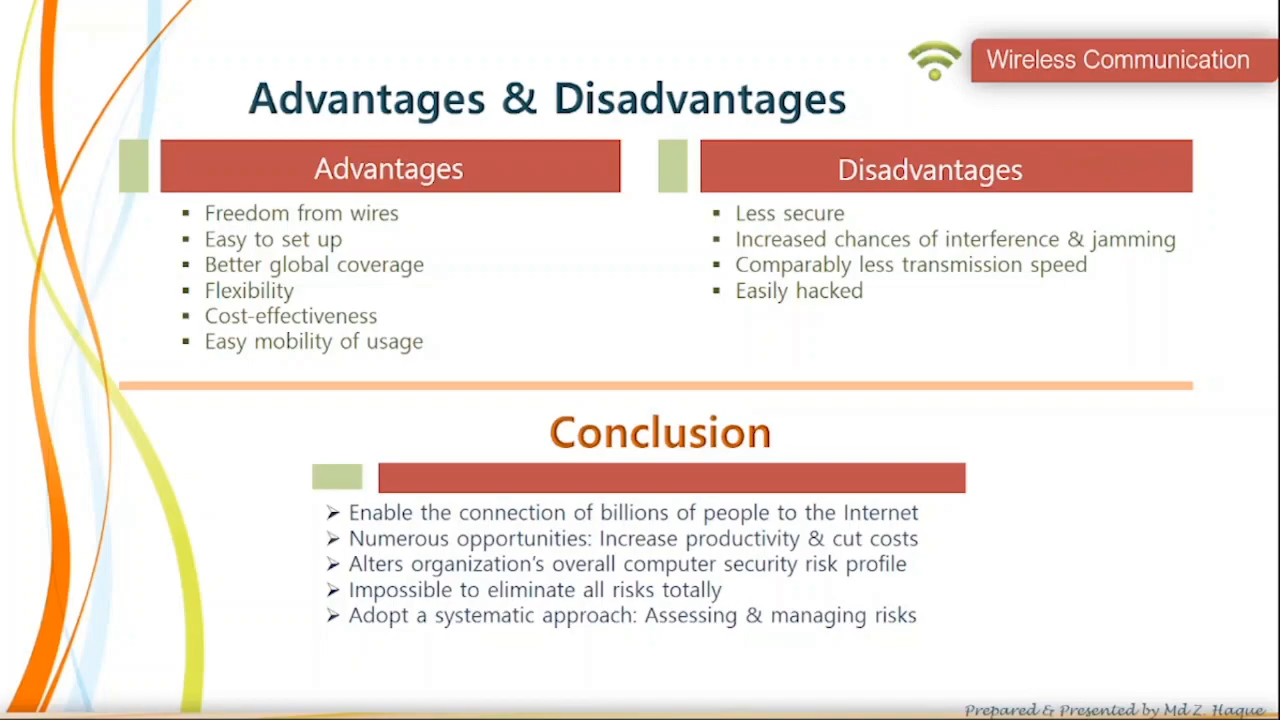 Wireless Communication
Advantages & Disadvantages
Advantages
▪ Freedom from wires
▪ Easy to set up
▪ Better global coverage
▪ Flexibility
▪ Cost-effectiveness
▪ Easy mobility of usage
Disadvantages
▪ Less secure
▪ Increased chances of interference & jamming
▪ Comparably less transmission speed
▪ Easily hacked
Conclusion
➢ Enable the connection of billions of people to the Internet
➢ Numerous opportunities: Increase productivity & cut costs
➢ Alters organization's overall computer security risk profile
➢ Impossible to eliminate all risks totally
➢ Adopt a systematic approach: Assessing & managing risks
Prepared & Presented by Md Z. Haque